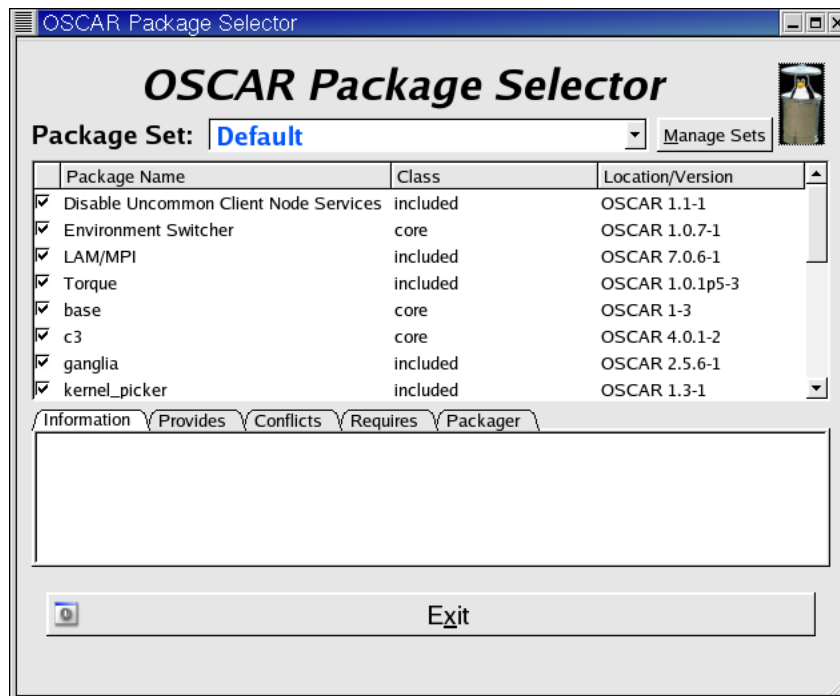 OSCAR Package Selector
OSCAR Package Selector
Package Set: Default Manage Sets
Package Name Class Location/Version
Disable Uncommon Client Node Services included OSCAR 1.1-1
Environment Switcher core OSCAR 1.0.7-1
LAM/MPI included OSCAR 7.0.6-1
Torque included OSCAR 1.0.1p5-3
base core OSCAR 1-3
c3 core OSCAR 4.0.1-2
ganglia included OSCAR 2.5.6-1
kernel_picker included OSCAR 1.3-1
Information Provides Conflicts Requires Packager
Exit